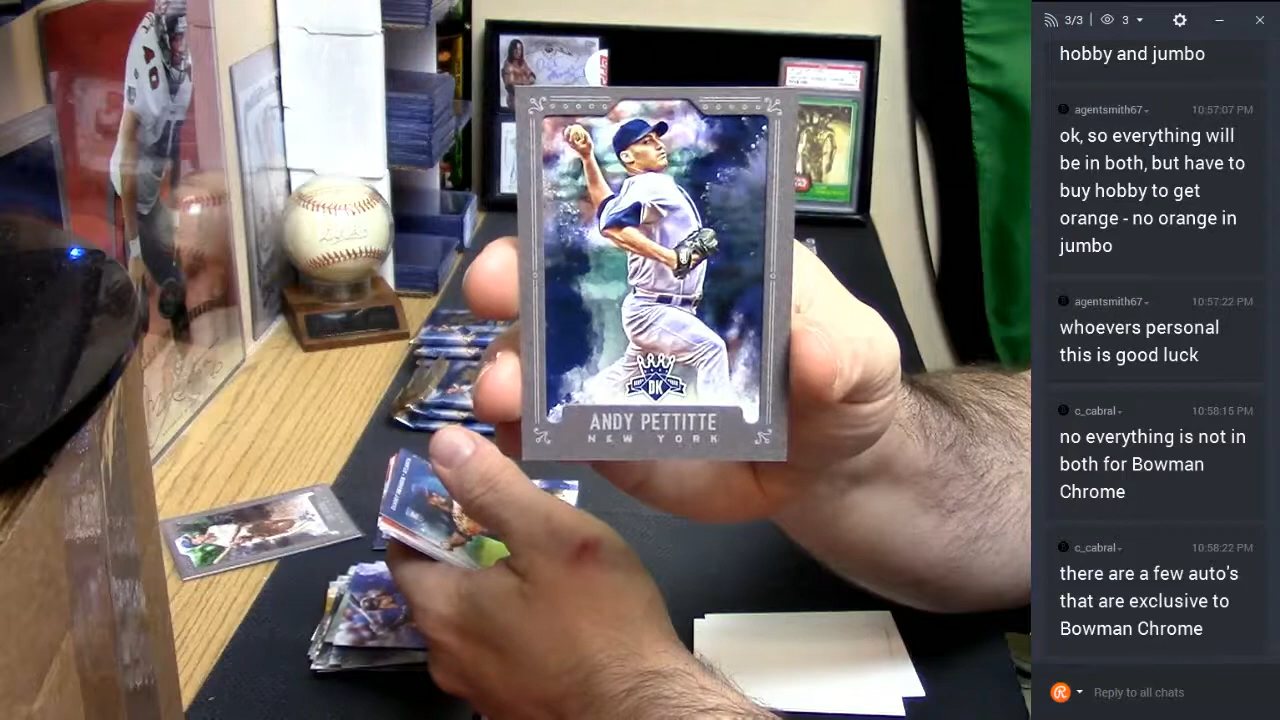 DK
ANDY PETTITTE
NEW YORK
3/3
3
hobby and jumbo
agentsmith67
10:57:07 PM
ok, so everything will
be in both, but have to
buy hobby to get
orange - no orange in
jumbo
agentsmith67
10:57:22 PM
whoevers personal
this is good luck
c_cabral
10:58:15 PM
no everything is not in
both for Bowman
Chrome
c_cabral
10:58:22 PM
there are a few auto's
that are exclusive to
Bowman Chrome
Reply to all chats